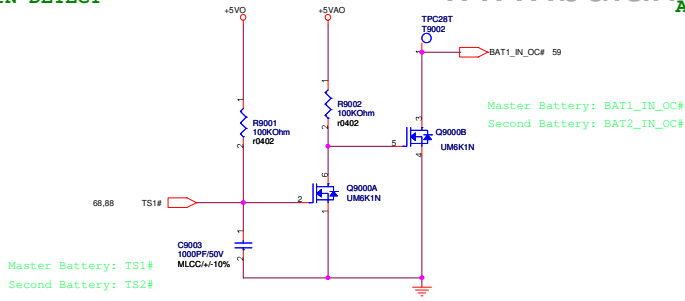 +5VO
+5VAO
TPC28T
T9002
1
BAT1_IN_OC# 59
1
R9001
100KOhm
r0402
2
1
R9002
100KOhm
r0402
2
Master Battery: BAT1_IN_OC#
Second Battery: BAT2_IN_OC#
3
Q9000B
5
UM6K1N
4
6
Q9000A
UM6K1N
2
1
68,88 TS1#
1
C9003
1000PF/50V
MLCC/+/-10%
2
Master Battery: TS1#
Second Battery: TS2#